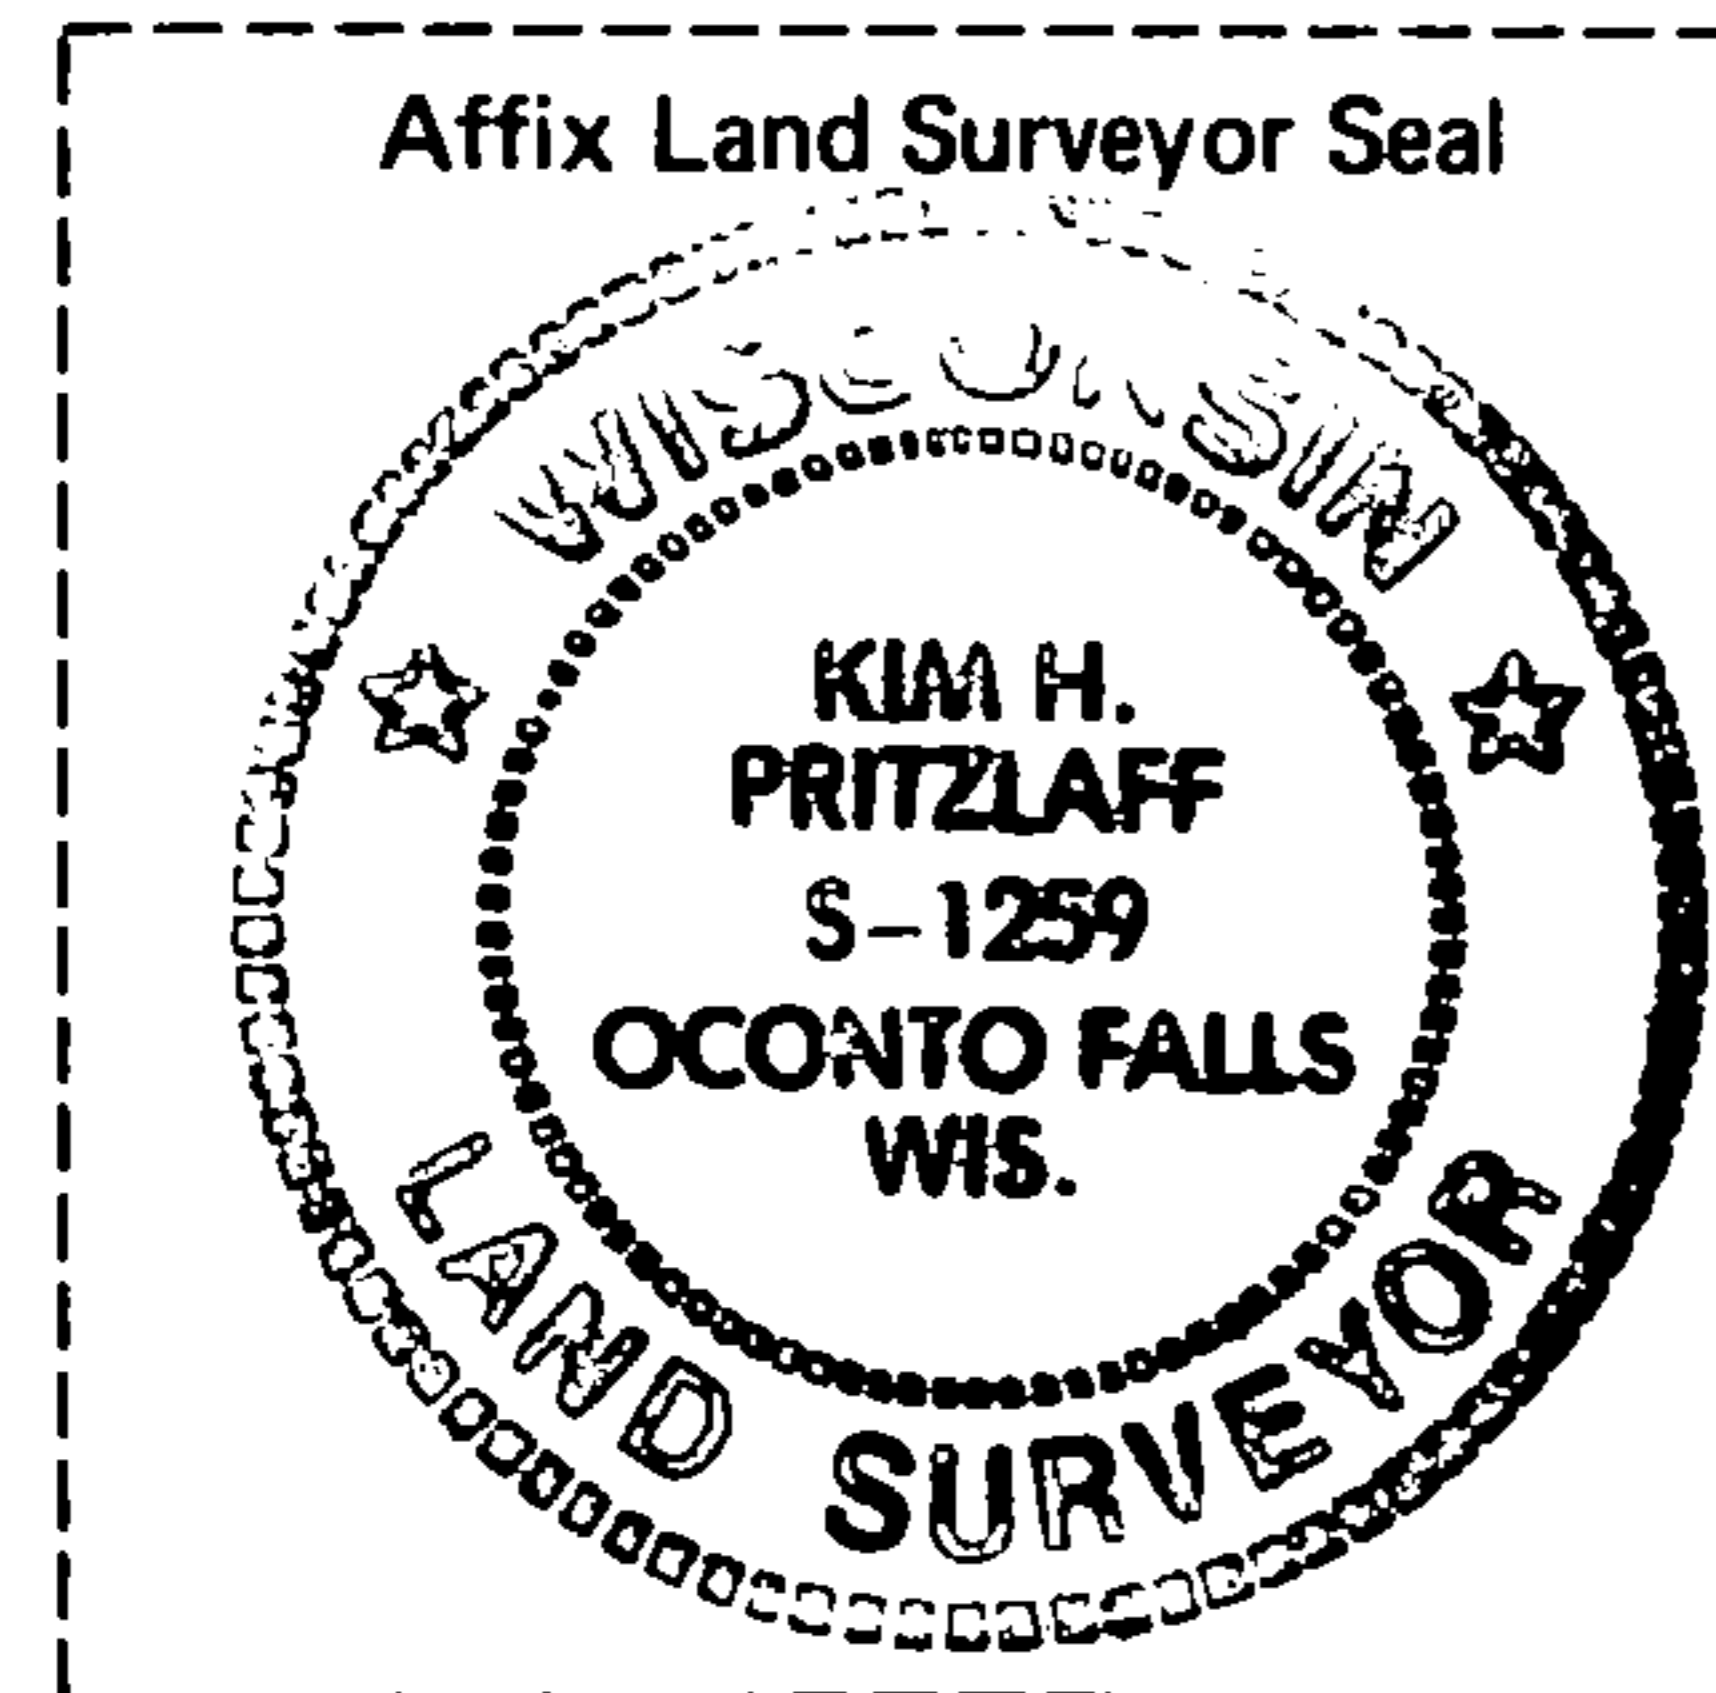 Affix Land Surveyor Seal
WISCONSIN
KIM H.
PRITZLAFF
S-1259
OCONTO FALLS
WIS.
LAND SURVEYOR